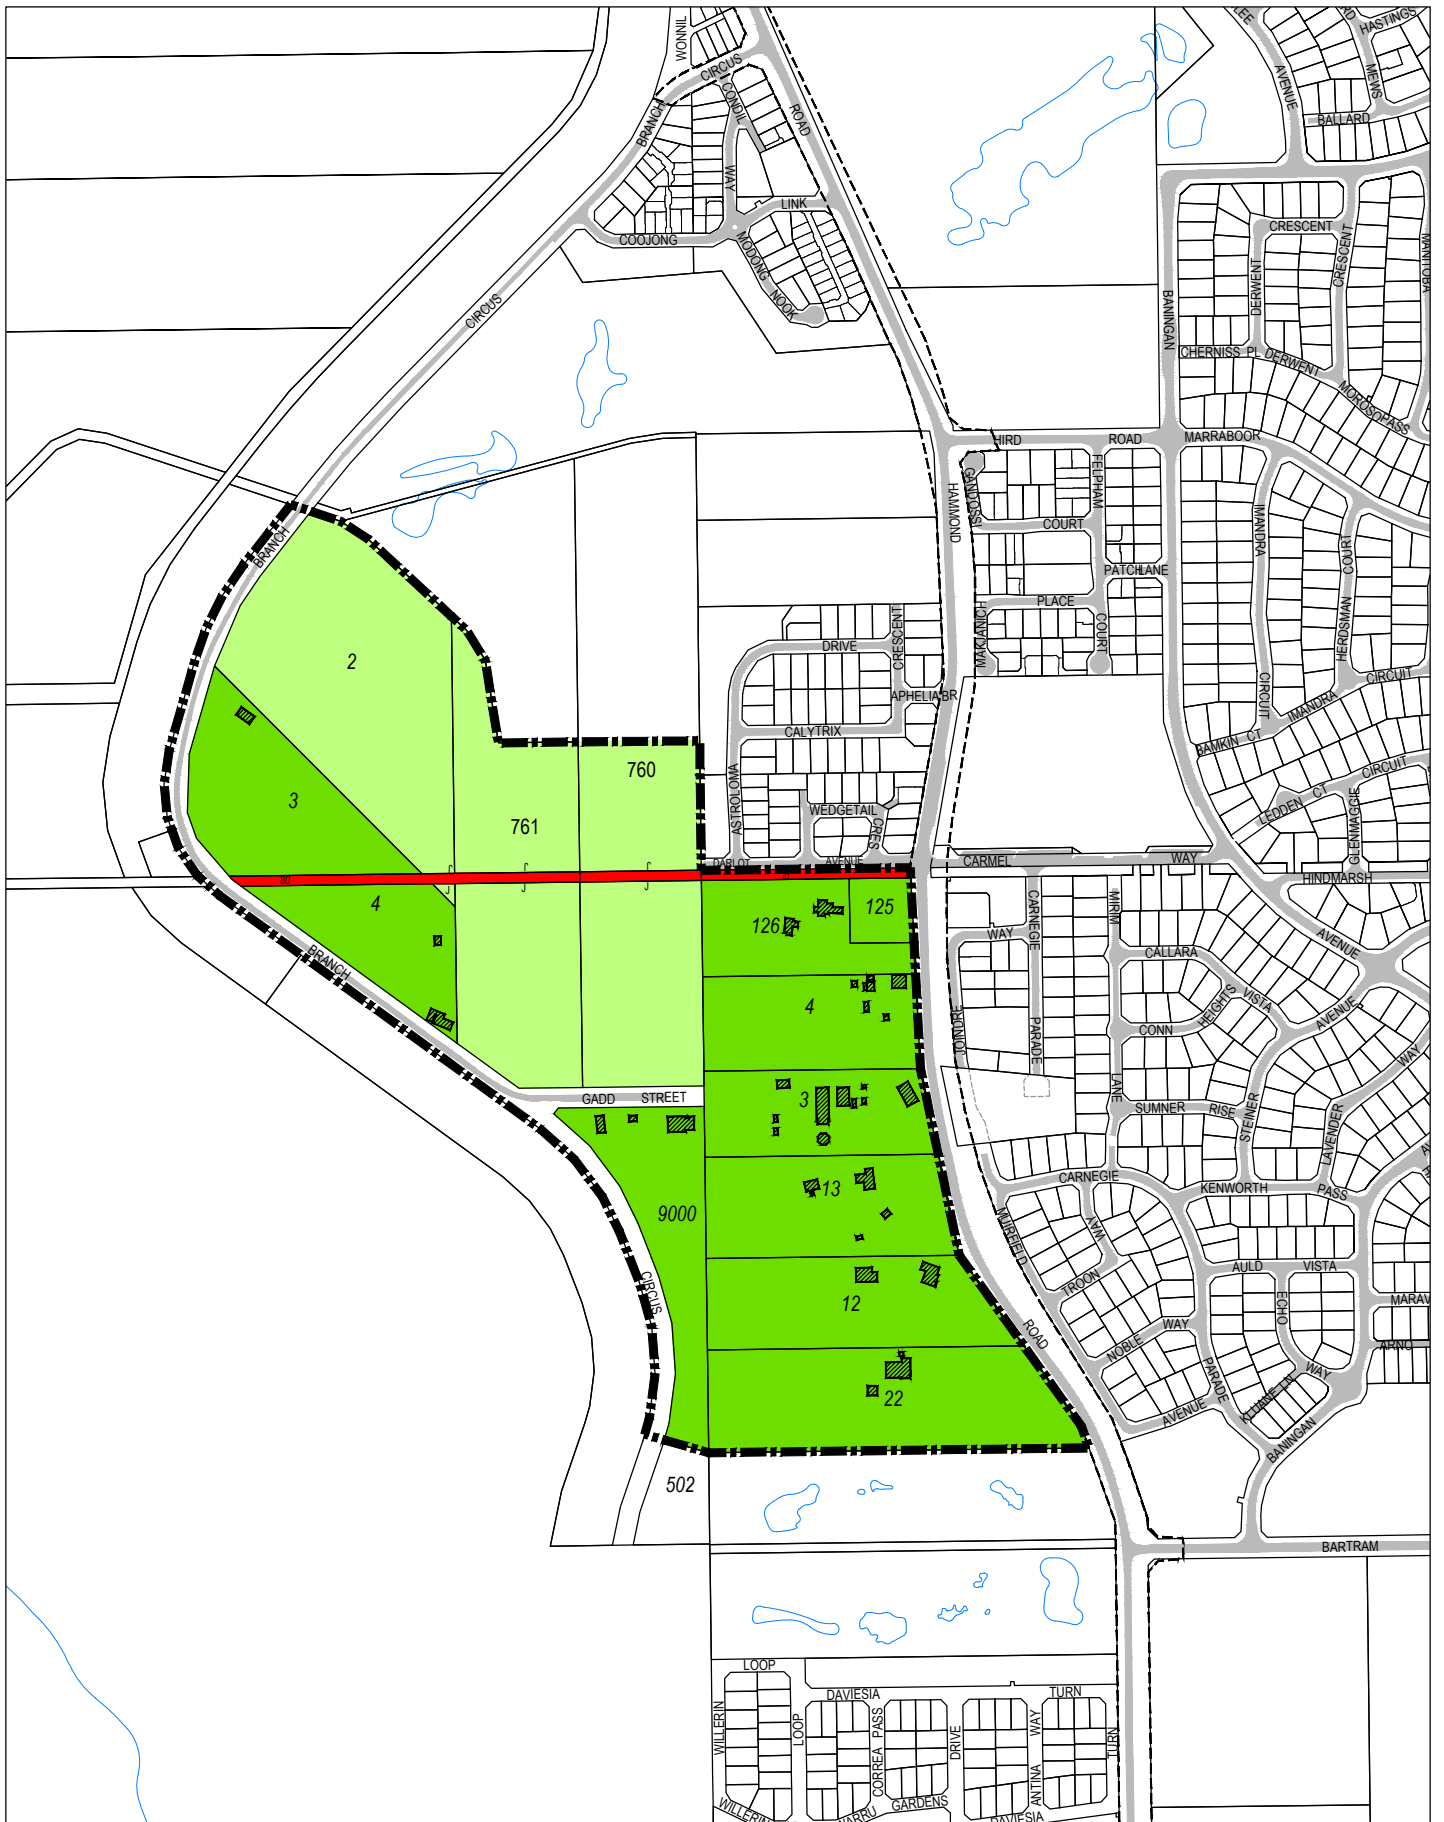 WONNIL
CIRCUS
CONDIL
WAY
BRANCH
ROAD
LINK
COOJONG
MODONG
NOOK
CIRCUS
LEE
AVENUE
HASTINGS
MEWS
BALLARD
CRESCENT
DERWENT
CRESCENT
MANITOBA
BANINGAN
CHERNISS PL
DERWENT
MOROSO
PASS
HIRD
ROAD
MARRABOOR
HAMMOND
GANDOSSI
FELPHAM
COURT
IMANDRA
COURT
PATCH
LANE
PLACE
MAKJANICH
COURT
HERDSMAN
CIRCUIT
CIRCUIT
IMANDRA
BAMKIN CT
BRANCH
2
DRIVE
CRESCENT
APHELIA
BR
CALYTRIX
760
3
761
ASTROLOMA
WEDGETAIL
CRES
LEDDEN CT
CIRCUIT
GLENMAGGIE
DARLOT
AVENUE
CARMEL
WAY
HINDMARSH
80
4
126
125
CARNEGIE
MIRIM
WAY
AVENUE
CALLARA
BRANCH
4
HEIGHTS
VISTA
AVENUE
CONN
PARADE
WAY
GADD
STREET
3
LANE
SUMNER
RISE
STEINER
LAVENDER
13
CARNEGIE
KENWORTH
PASS
9000
MUIRFIELD
WAY
TROON
AULD
VISTA
CIRCUS
12
ECHO
MARAV
ROAD
NOBLE
WAY
ARNO
PARADE
WAY
KLUANE LN
22
AVENUE
BANINGAN
502
BARTRAM
LOOP
DAVIESIA
TURN
WILLERIN
LOOP
CORREA
PASS
DRIVE
ANTINA
WAY
TURN
GARDENS
WILLERIN
DAVIESIA